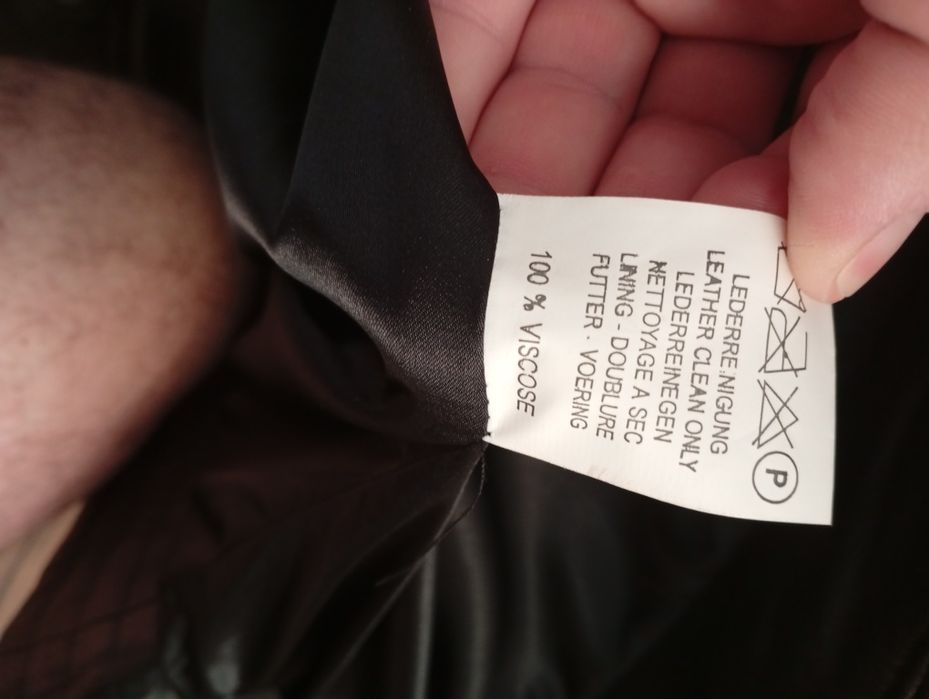 P
LEDERREINIGUNG
LEATHER CLEAN ONLY
LEDERREINEGEN
NETTOYAGE A SEC
LINING - DOUBLURE
FUTTER - VOERING
100 % VISCOSE